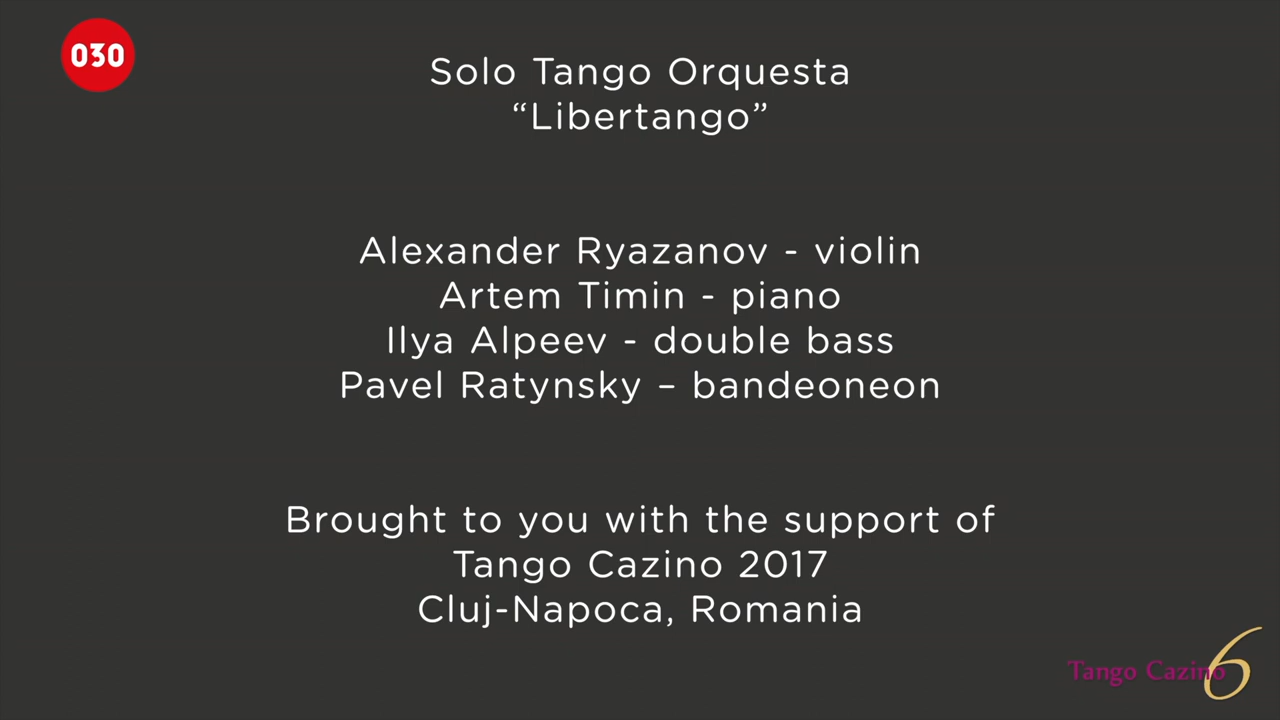 030
Solo Tango Orquesta
“Libertango”
Alexander Ryazanov - violin
Artem Timin - piano
Ilya Alpeev - double bass
Pavel Ratynsky – bandeoneon
Brought to you with the support of
Tango Cazino 2017
Cluj-Napoca, Romania
Tango Cazino 6